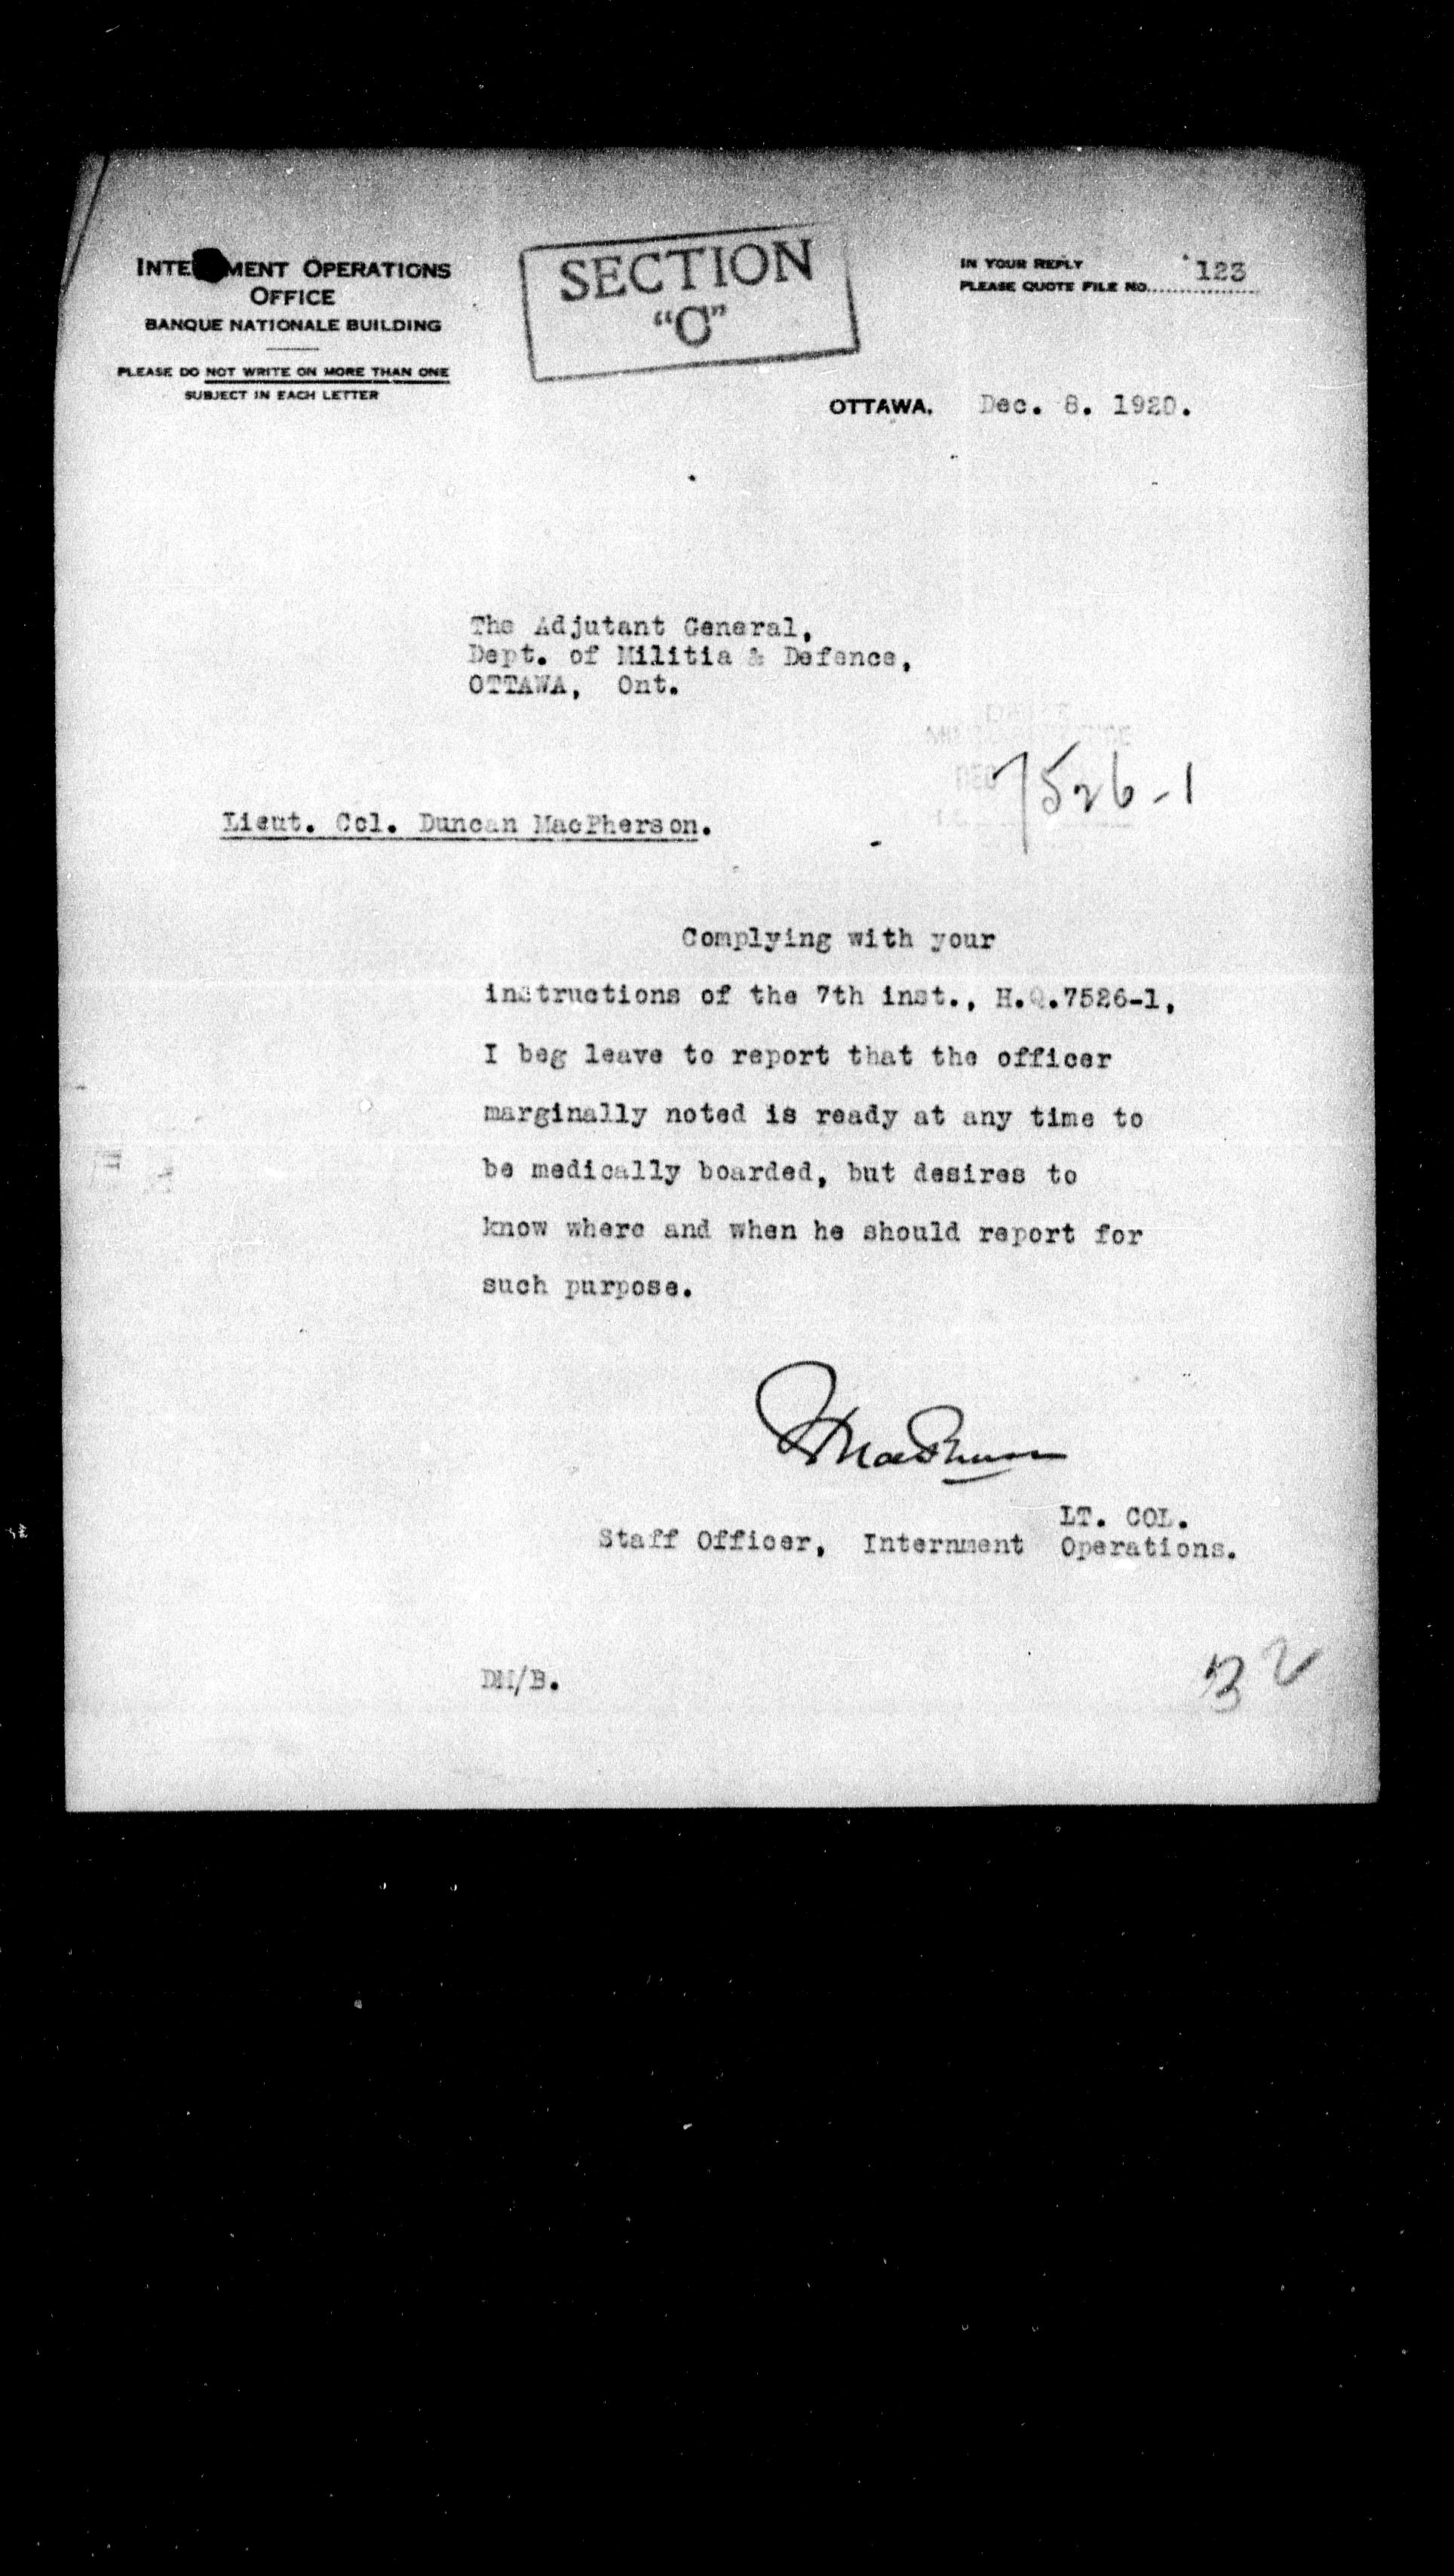 INTERNMENT OPERATIONS
OFFICE
BANQUE NATIONALE BUILDING
PLEASE DO NOT WRITE ON MORE THAN ONE
SUBJECT IN EACH LETTER
SECTION
"C"
IN YOUR REPLY
PLEASE QUOTE FILE NO. 123
OTTAWA, Dec. 8. 1920.
The Adjutant General,
Dept. of Militia & Defence,
OTTAWA, Ont.
7526-1
Lieut. Col. Duncan MacPherson.
Complying with your
instructions of the 7th inst., H.Q.7526-1,
I beg leave to report that the officer
marginally noted is ready at any time to
be medically boarded, but desires to
know where and when he should report for
such purpose.
LT. COL.
Staff Officer, Internment Operations.
DM/B.
32